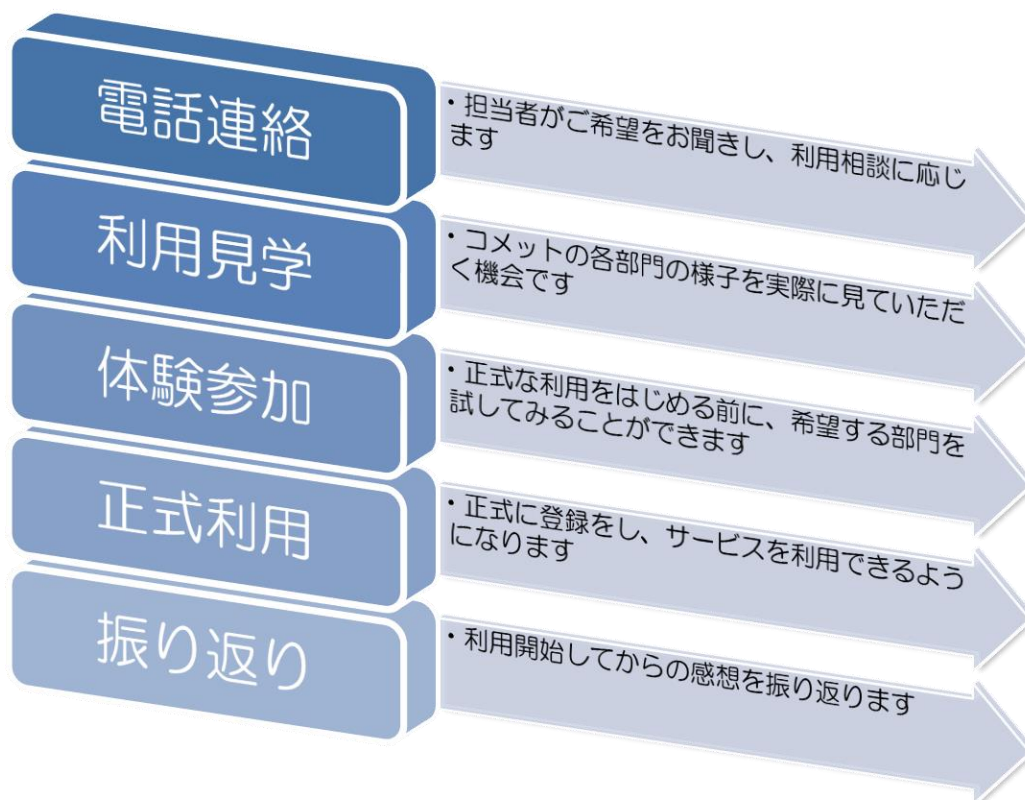 電話連絡
・担当者がご希望をお聞きし、利用相談に応じ
ます
利用見学
・コメットの各部門の様子を実際に見ていただ
く機会です
体験参加
・正式な利用をはじめる前に、希望する部門を
試してみることができます
正式利用
・正式に登録をし、サービスを利用できるよう
になります
振り返り
・利用開始してからの感想を振り返ります